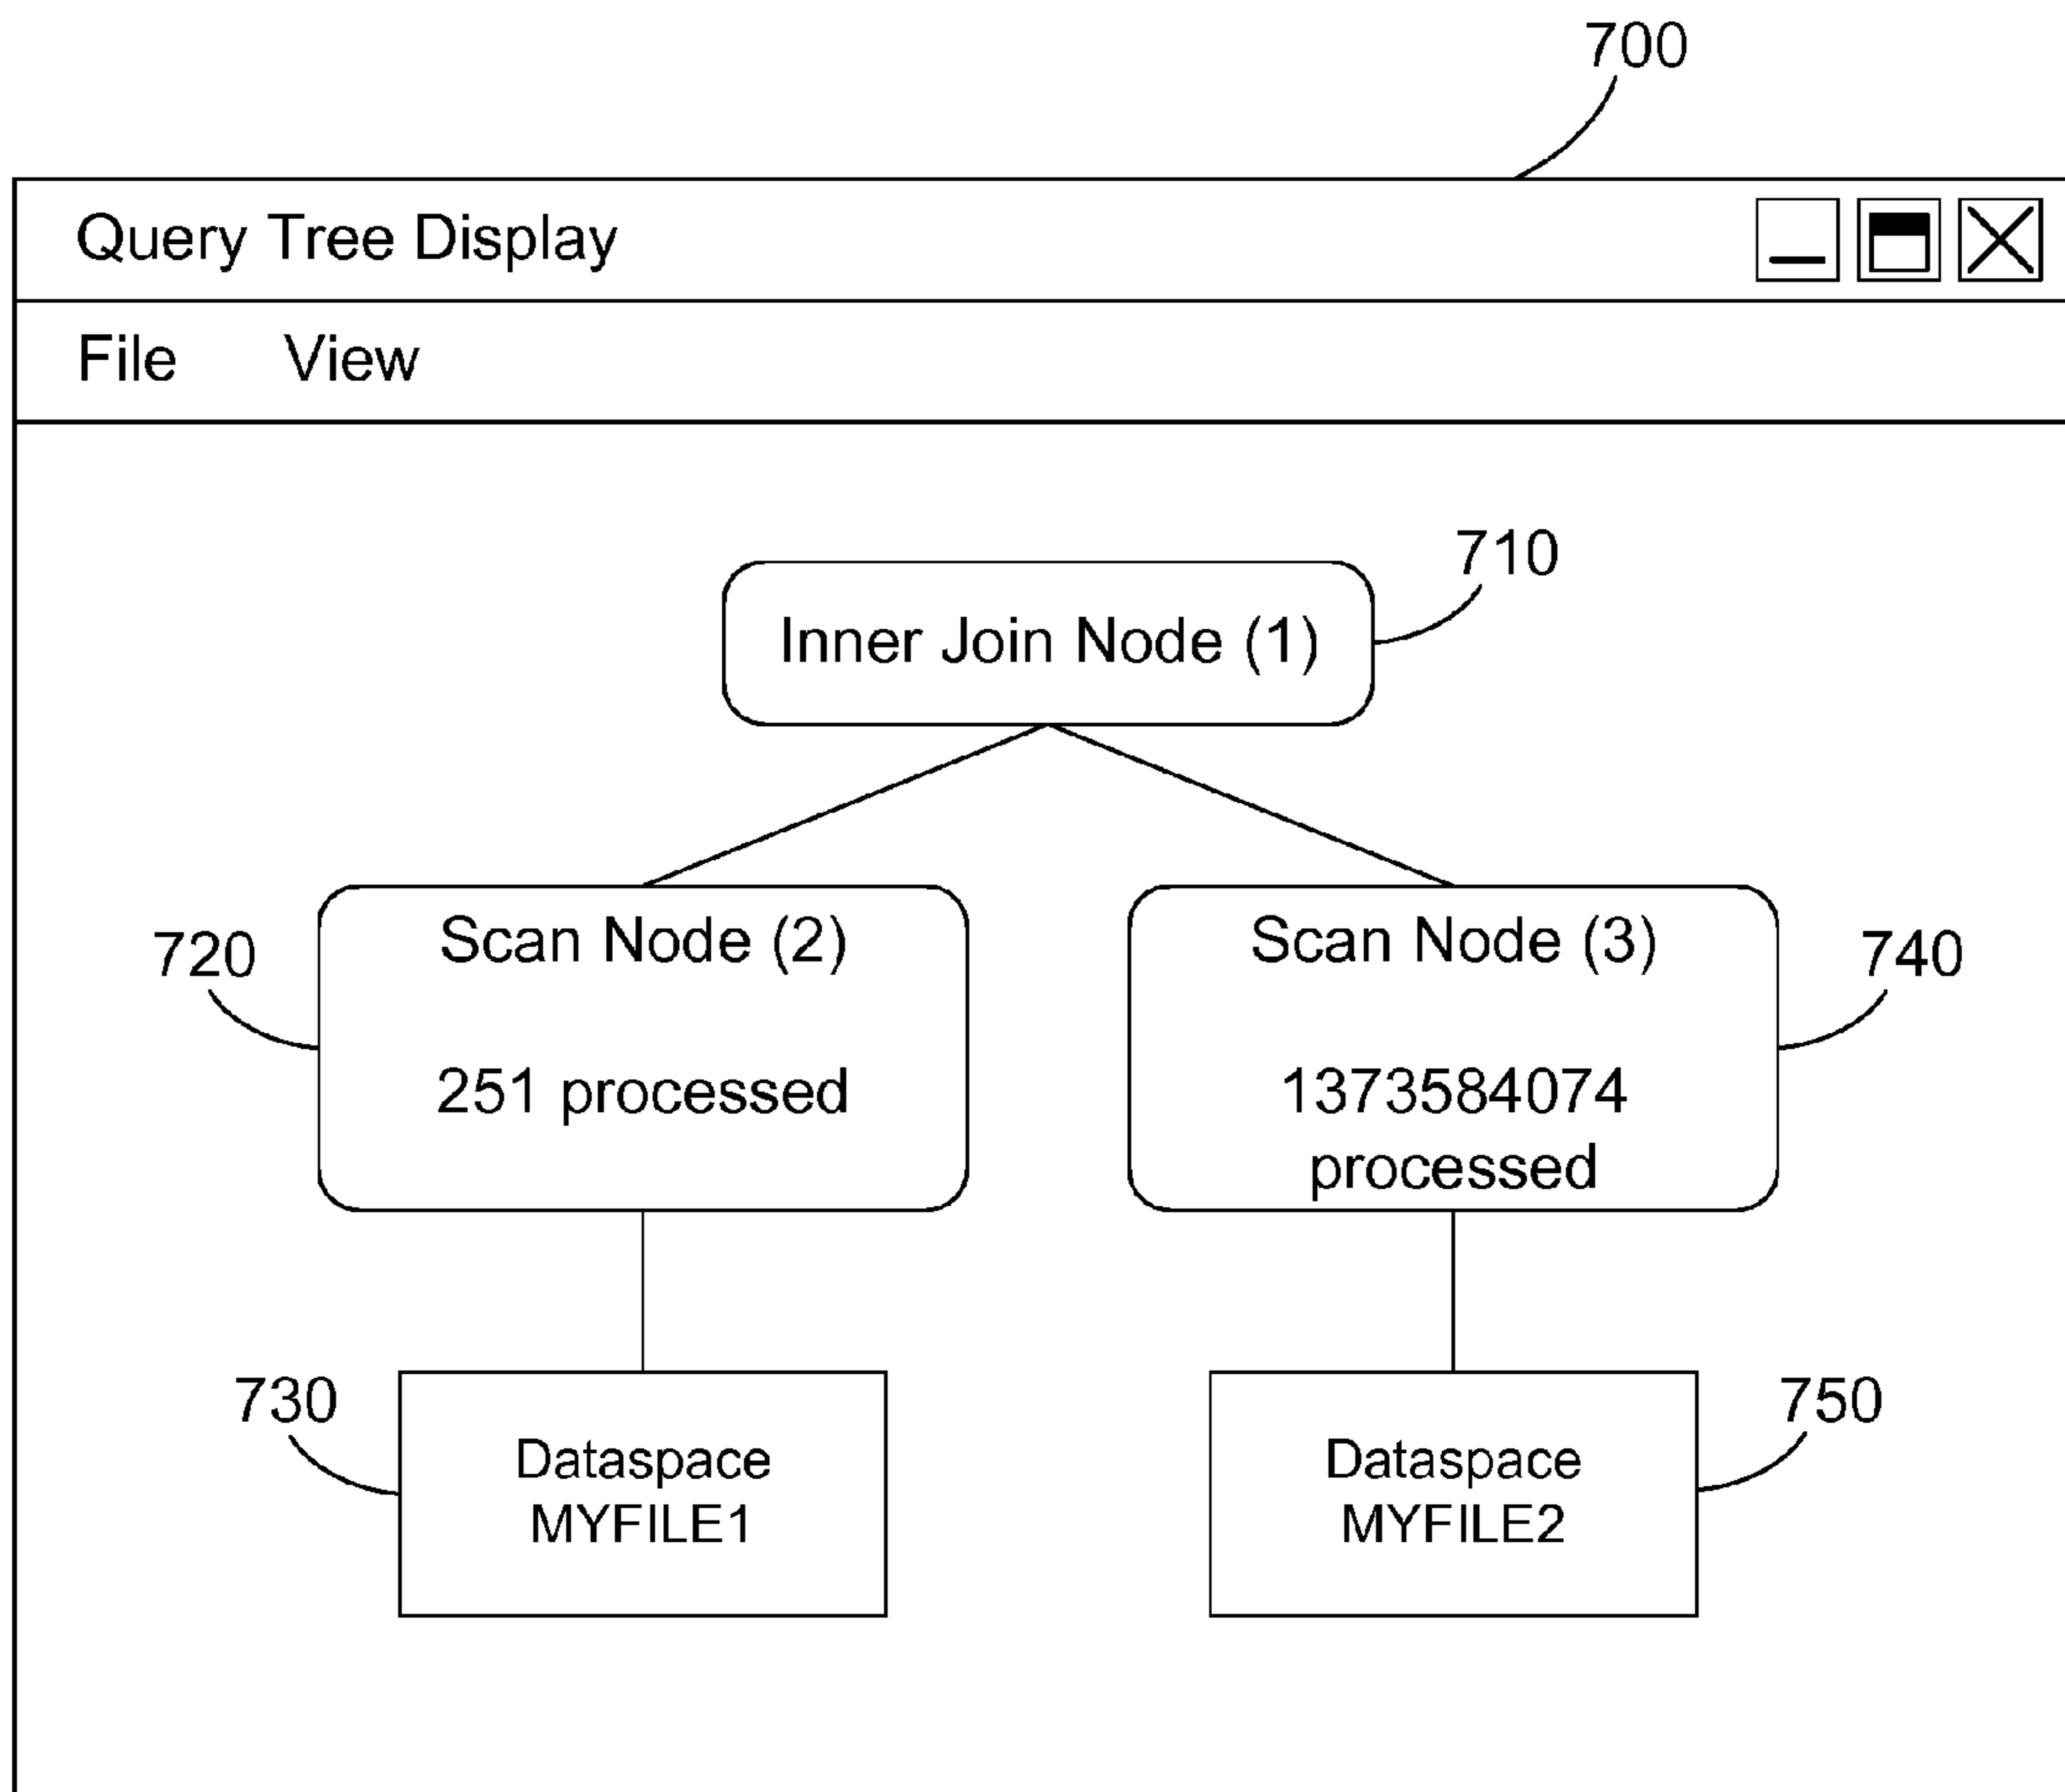 700
Query Tree Display
File View
710
Inner Join Node (1)
720
Scan Node (2)
251 processed
Scan Node (3)
1373584074
processed
740
730
Dataspace
MYFILE1
Dataspace
MYFILE2
750